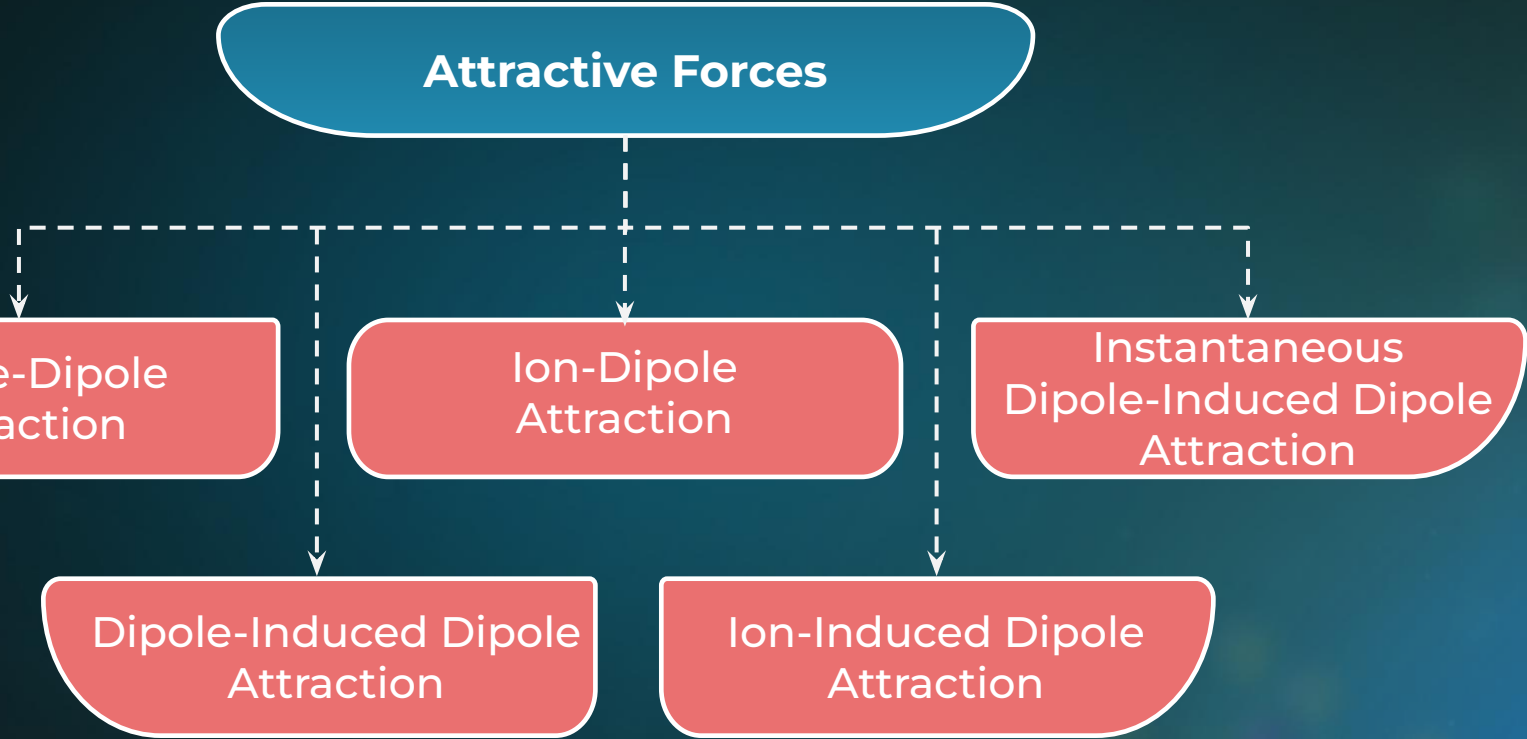 Attractive Forces
e-Dipole
action
Ion-Dipole
Attraction
Instantaneous
Dipole-Induced Dipole
Attraction
Dipole-Induced Dipole
Attraction
Ion-Induced Dipole
Attraction